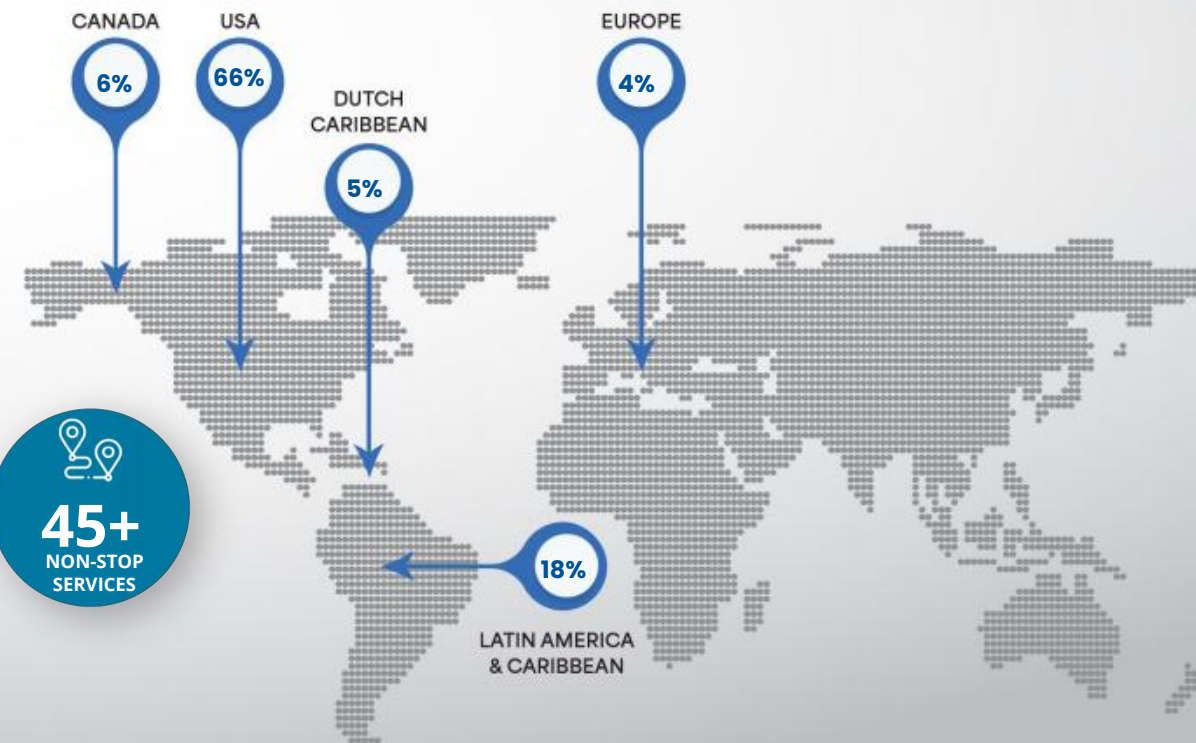 CANADA
6%
USA
66%
DUTCH
CARIBBEAN
5%
EUROPE
4%
45+
NON-STOP
SERVICES
18%
LATIN AMERICA
& CARIBBEAN